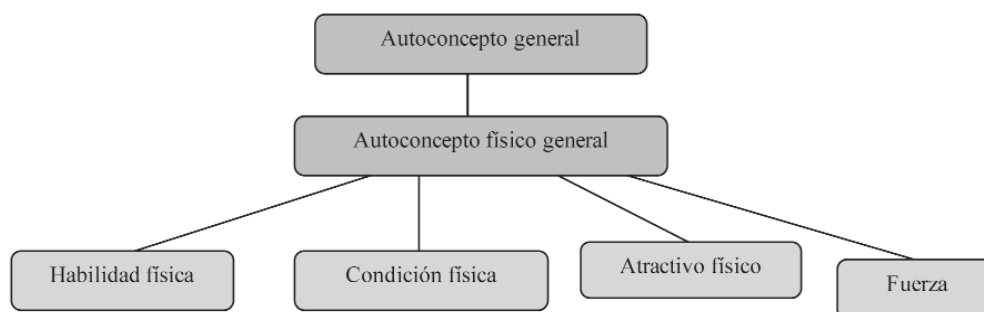 Autoconcepto general
Autoconcepto físico general
Habilidad física
Condición física
Atractivo físico
Fuerza